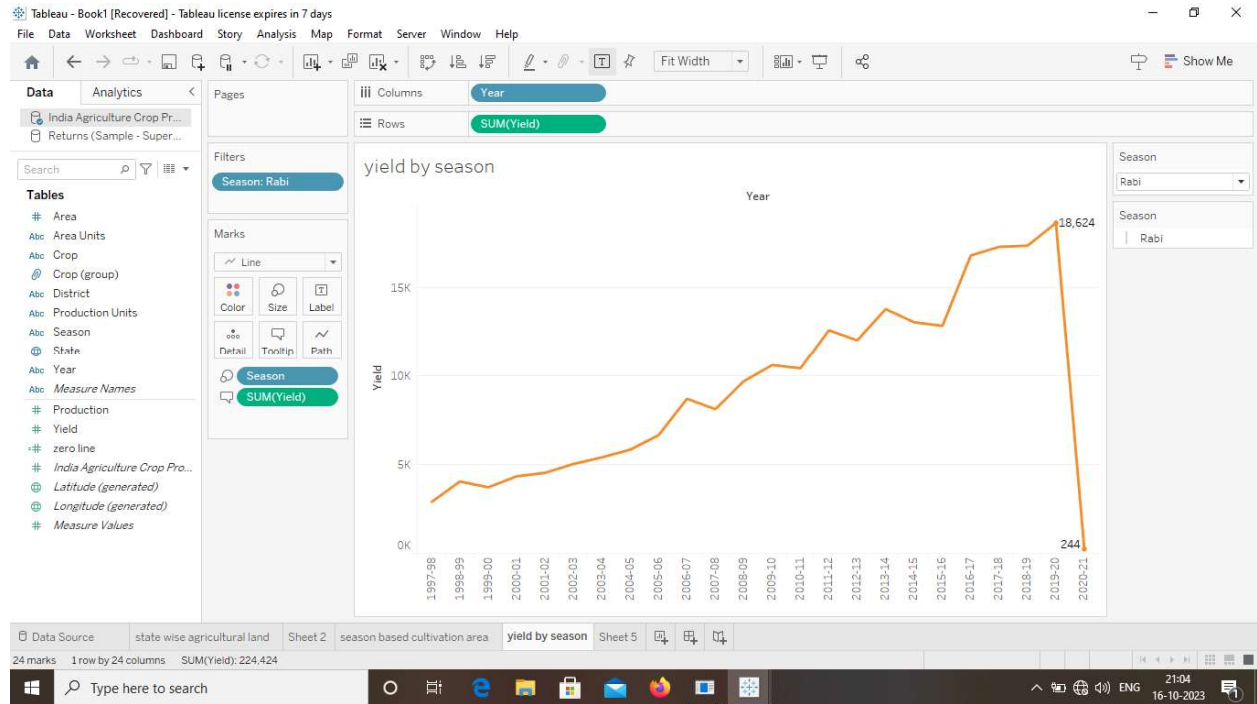 Tableau - Book1 [Recovered] - Tableau license expires in 7 days
File Data Worksheet Dashboard Story Analysis Map Format Server Window Help
Fit Width
Show Me
Data Analytics
India Agriculture Crop Pr...
Returns (Sample - Super...
Search
Tables
# Area
Abc Area Units
Abc Crop
Crop (group)
Abc District
Abc Production Units
Abc Season
State
Abc Year
Abc Measure Names
# Production
# Yield
=# zero line
# India Agriculture Crop Pro...
Latitude (generated)
Longitude (generated)
# Measure Values
Pages
Filters
Season: Rabi
Marks
Line
Color Size Label
Detail Tooltip Path
Season
SUM(Yield)
Columns Year
Rows SUM(Yield)
yield by season
Year
18,624
15K
10K
Yield
5K
0K
244
1997-98
1998-99
1999-00
2000-01
2001-02
2002-03
2003-04
2004-05
2005-06
2006-07
2007-08
2008-09
2009-10
2010-11
2011-12
2012-13
2013-14
2014-15
2015-16
2016-17
2017-18
2018-19
2019-20
2020-21
Season
Rabi
Season
Rabi
Data Source state wise agricultural land Sheet 2 season based cultivation area yield by season Sheet 5
24 marks 1 row by 24 columns SUM(Yield): 224,424
Type here to search
ENG
21:04
16-10-2023
1